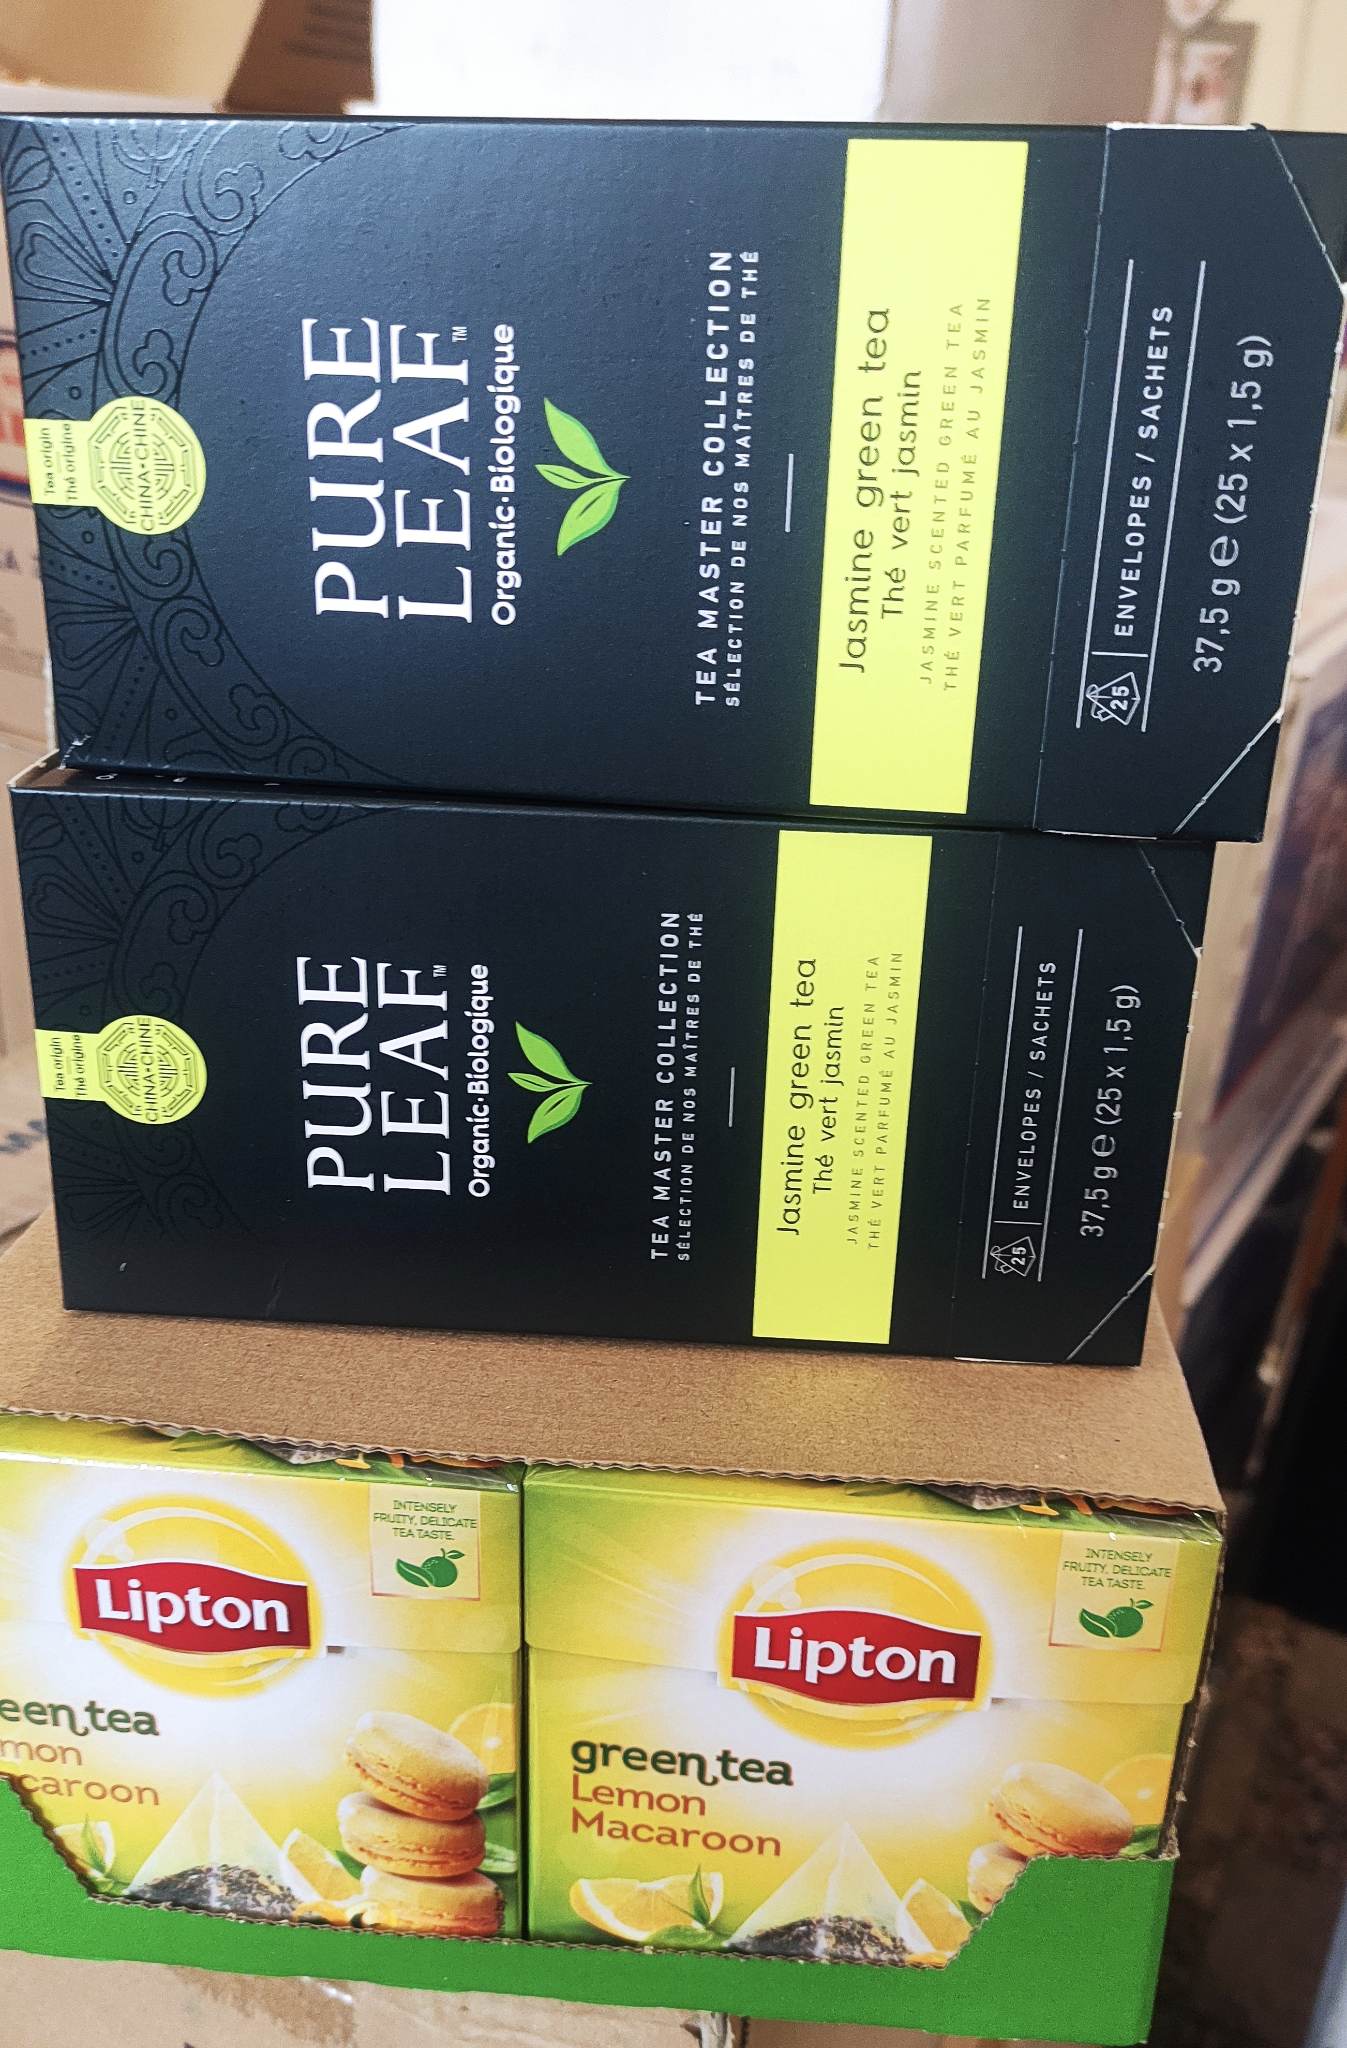 Tea origin
Thé origine
CHINA•CHINE
PURE
LEAF™
Organic•Biologique
TEA MASTER COLLECTION
SÉLECTION DE NOS MAÎTRES DE THÉ
Jasmine green tea
Thé vert jasmin
JASMINE SCENTED GREEN TEA
THÉ VERT PARFUMÉ AU JASMIN
25 ENVELOPES / SACHETS
37,5 g e (25 x 1,5 g)
Tea origin
Thé origine
CHINA•CHINE
PURE
LEAF™
Organic•Biologique
TEA MASTER COLLECTION
SÉLECTION DE NOS MAÎTRES DE THÉ
Jasmine green tea
Thé vert jasmin
JASMINE SCENTED GREEN TEA
THÉ VERT PARFUMÉ AU JASMIN
25 ENVELOPES / SACHETS
37,5 g e (25 x 1,5 g)
INTENSELY
FRUITY, DELICATE
TEA TASTE.
Lipton
een tea
mon
caroon
INTENSELY
FRUITY, DELICATE
TEA TASTE.
Lipton
green tea
Lemon
Macaroon